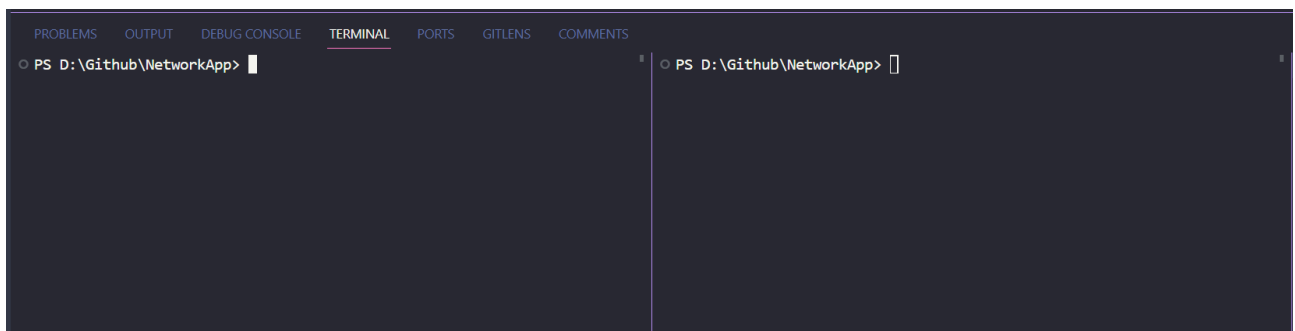 PROBLEMS OUTPUT DEBUG CONSOLE TERMINAL PORTS GITLENS COMMENTS
PS D:\Github\NetworkApp>
PS D:\Github\NetworkApp>